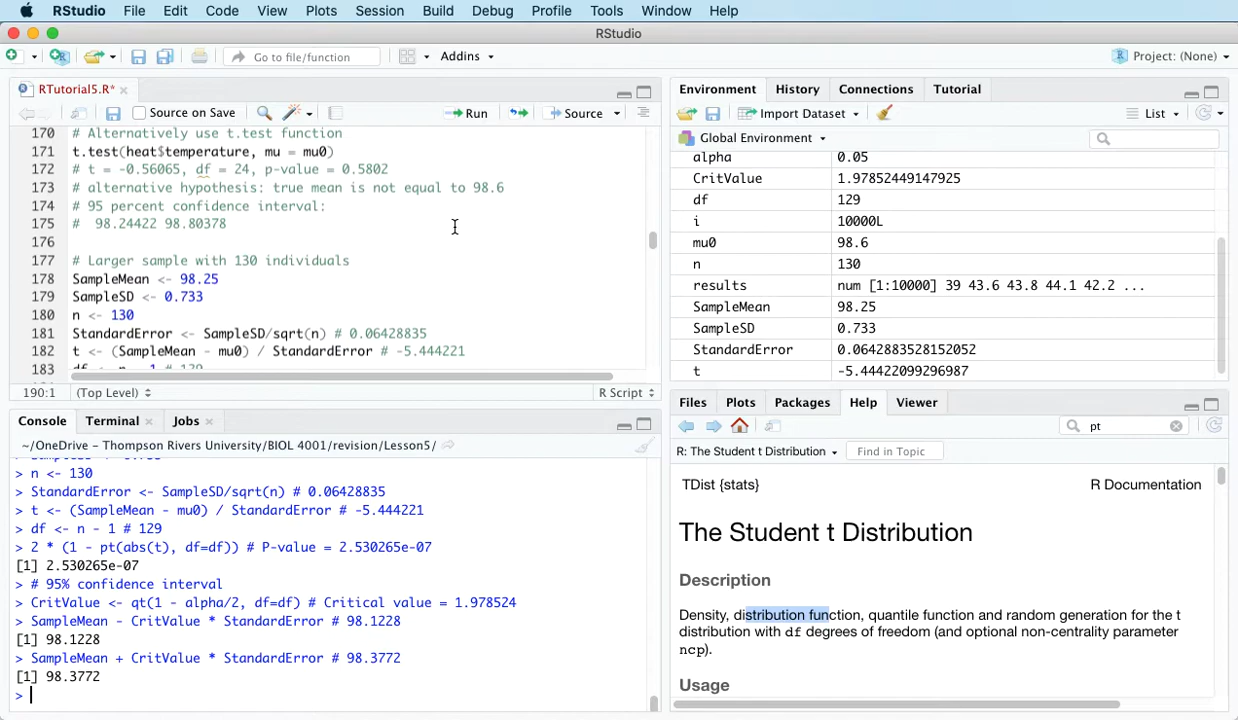 RStudio File Edit Code View Plots Session Build Debug Profile Tools Window Help
RStudio
Go to file/function Addins Project: (None)
RTutorial5.R*
Source on Save Run Source
170 # Alternatively use t.test function
171 t.test(heat$temperature, mu = mu0)
172 # t = -0.56065, df = 24, p-value = 0.5802
173 # alternative hypothesis: true mean is not equal to 98.6
174 # 95 percent confidence interval:
175 #  98.24422 98.80378
176
177 # Larger sample with 130 individuals
178 SampleMean <- 98.25
179 SampleSD <- 0.733
180 n <- 130
181 StandardError <- SampleSD/sqrt(n) # 0.06428835
182 t <- (SampleMean - mu0) / StandardError # -5.444221
183 df <- n - 1 # 129
190:1 (Top Level) R Script
Console Terminal Jobs
~/OneDrive – Thompson Rivers University/BIOL 4001/revision/Lesson5/
> n <- 130
> StandardError <- SampleSD/sqrt(n) # 0.06428835
> t <- (SampleMean - mu0) / StandardError # -5.444221
> df <- n - 1 # 129
> 2 * (1 - pt(abs(t), df=df)) # P-value = 2.530265e-07
[1] 2.530265e-07
> # 95% confidence interval
> CritValue <- qt(1 - alpha/2, df=df) # Critical value = 1.978524
> SampleMean - CritValue * StandardError # 98.1228
[1] 98.1228
> SampleMean + CritValue * StandardError # 98.3772
[1] 98.3772
>
Environment History Connections Tutorial
Import Dataset List
Global Environment
alpha 0.05
CritValue 1.97852449147925
df 129
i 10000L
mu0 98.6
n 130
results num [1:10000] 39 43.6 43.8 44.1 42.2 ...
SampleMean 98.25
SampleSD 0.733
StandardError 0.0642883528152052
t -5.44422099296987
Files Plots Packages Help Viewer
pt
R: The Student t Distribution Find in Topic
TDist {stats} R Documentation
The Student t Distribution
Description
Density, distribution function, quantile function and random generation for the t
distribution with df degrees of freedom (and optional non-centrality parameter
ncp).
Usage